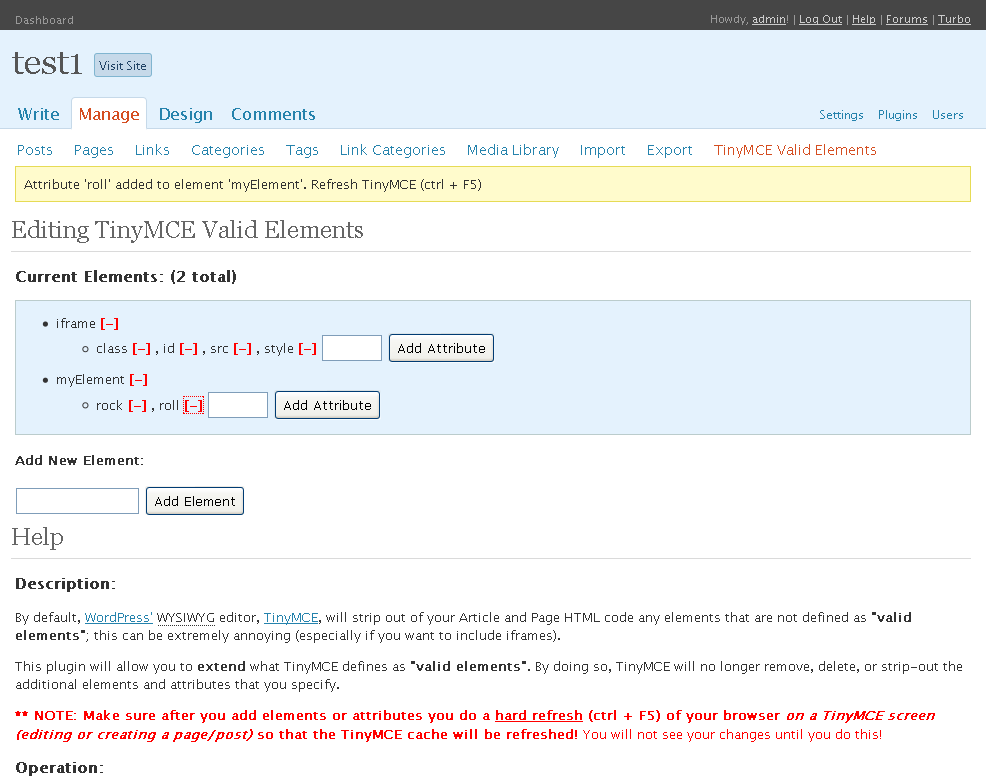 Dashboard
Howdy, admin! | Log Out | Help | Forums | Turbo
test1 Visit Site
Write Manage Design Comments
Settings Plugins Users
Posts Pages Links Categories Tags Link Categories Media Library Import Export TinyMCE Valid Elements
Attribute 'roll' added to element 'myElement'. Refresh TinyMCE (ctrl + F5)
Editing TinyMCE Valid Elements
Current Elements: (2 total)
• iframe [-]
◦ class [-] , id [-] , src [-] , style [-] Add Attribute
• myElement [-]
◦ rock [-] , roll [-] Add Attribute
Add New Element:
Add Element
Help
Description:
By default, WordPress' WYSIWYG editor, TinyMCE, will strip out of your Article and Page HTML code any elements that are not defined as "valid
elements"; this can be extremely annoying (especially if you want to include iframes).
This plugin will allow you to extend what TinyMCE defines as "valid elements". By doing so, TinyMCE will no longer remove, delete, or strip-out the
additional elements and attributes that you specify.
** NOTE: Make sure after you add elements or attributes you do a hard refresh (ctrl + F5) of your browser on a TinyMCE screen
(editing or creating a page/post) so that the TinyMCE cache will be refreshed! You will not see your changes until you do this!
Operation: